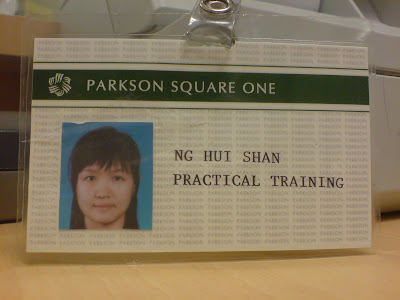 PARKSON SQUARE ONE
NG HUI SHAN
PRACTICAL TRAINING